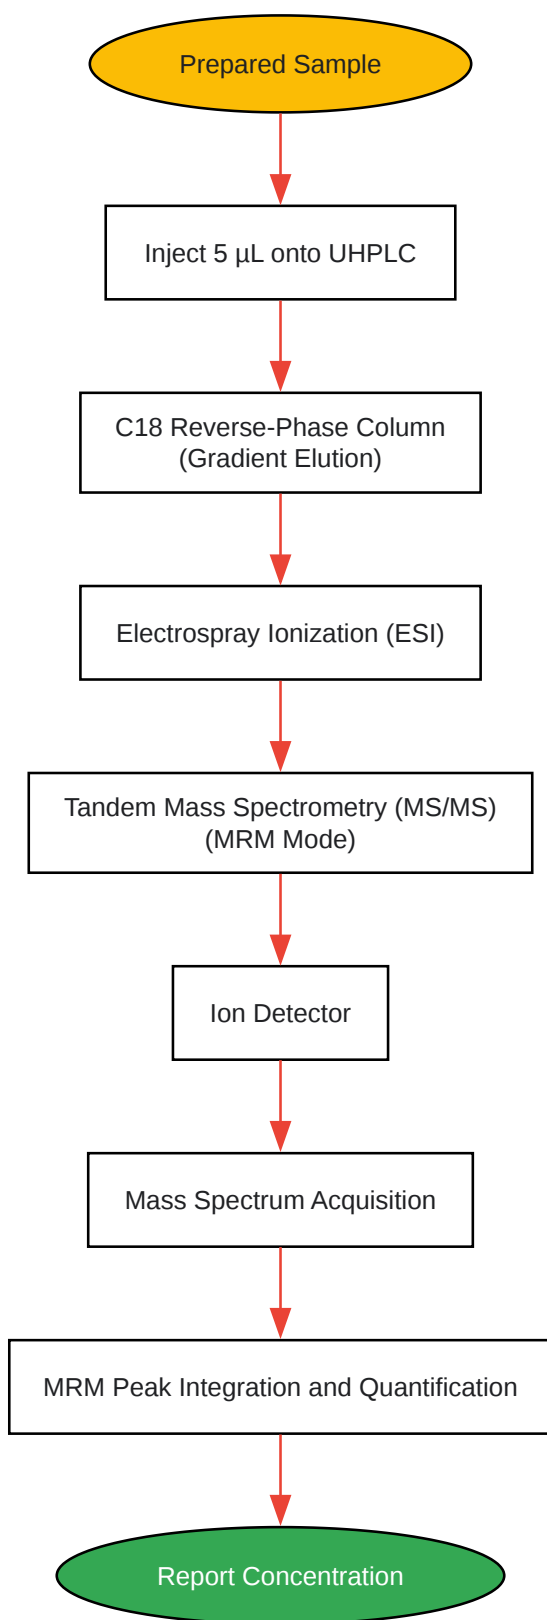 Prepared Sample
Inject 5 µL onto UHPLC
C18 Reverse-Phase Column
(Gradient Elution)
Electrospray Ionization (ESI)
Tandem Mass Spectrometry (MS/MS)
(MRM Mode)
Ion Detector
Mass Spectrum Acquisition
MRM Peak Integration and Quantification
Report Concentration